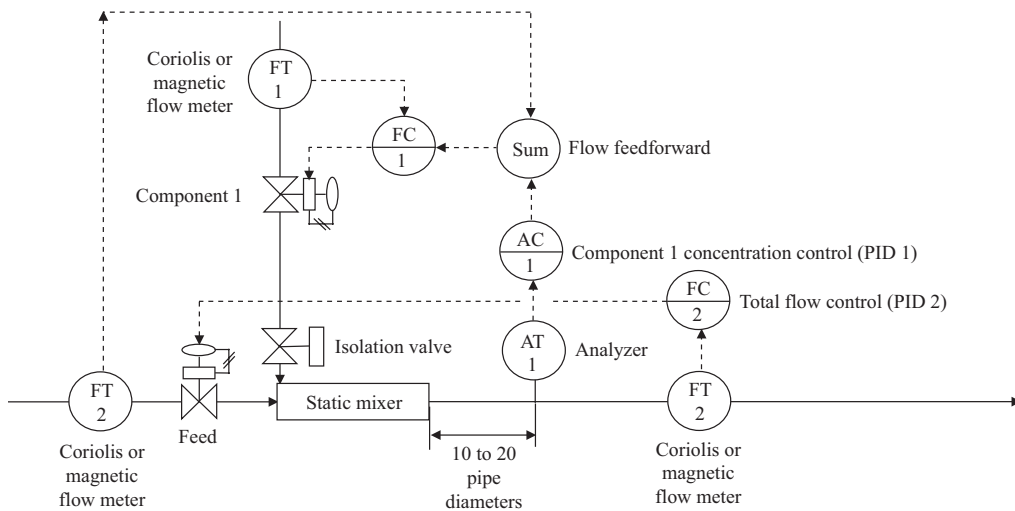 Coriolis or
magnetic
flow meter
FT
1
FC
1
Sum
Flow feedforward
Component 1
AC
1
Component 1 concentration control (PID 1)
FC
2
Total flow control (PID 2)
Isolation valve
AT
1
Analyzer
FT
2
Feed
Static mixer
FT
2
Coriolis or
magnetic
flow meter
10 to 20
pipe
diameters
Coriolis or
magnetic
flow meter